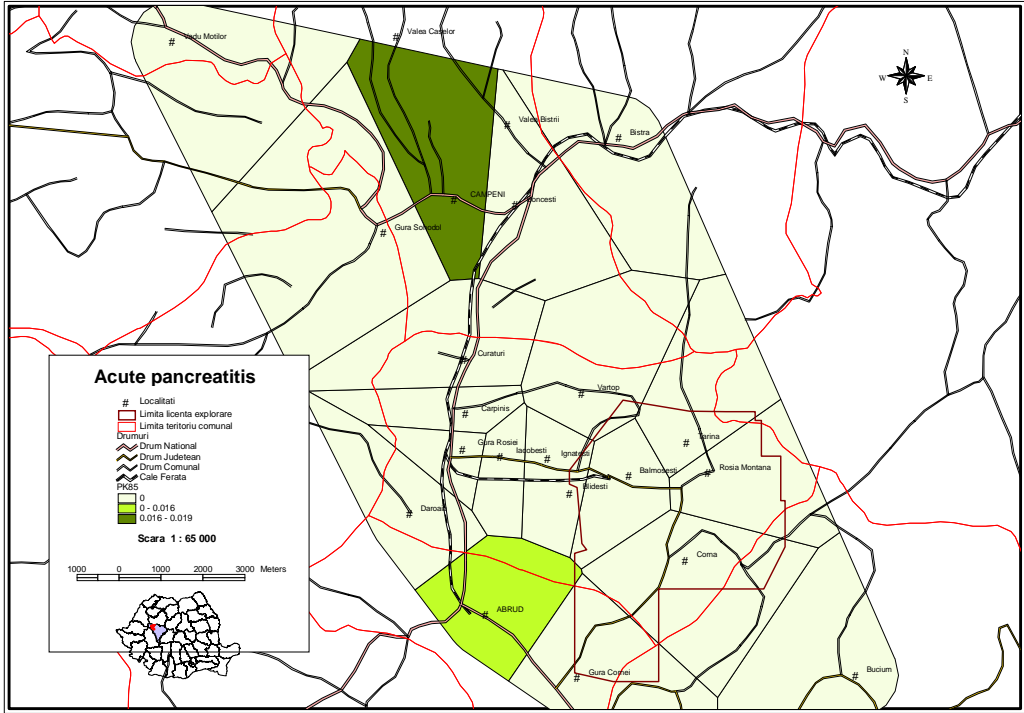 Vadu Motilor
# Valea Caselor
N
W E
S
Valea Bistrii
# Bistra
# CAMPENI
# Gura Sohodol
# Curaturi
# Vartop
# Carpinis
Gura Rosiei
# Iacobesti
# Ignatesti
# Tarina
# Balmosesti
# Rosia Montana
# Blidesti
# Daroaia
# Corna
# ABRUD
# Gura Cornei
# Bucium
Acute pancreatitis
# Localitati
Limita licenta explorare
Limita teritoriu comunal
Drumuri
Drum National
Drum Judetean
Drum Comunal
Cale Ferata
PK85
0
0 - 0.016
0.016 - 0.019
Scara 1 : 65 000
1000 0 1000 2000 3000 Meters